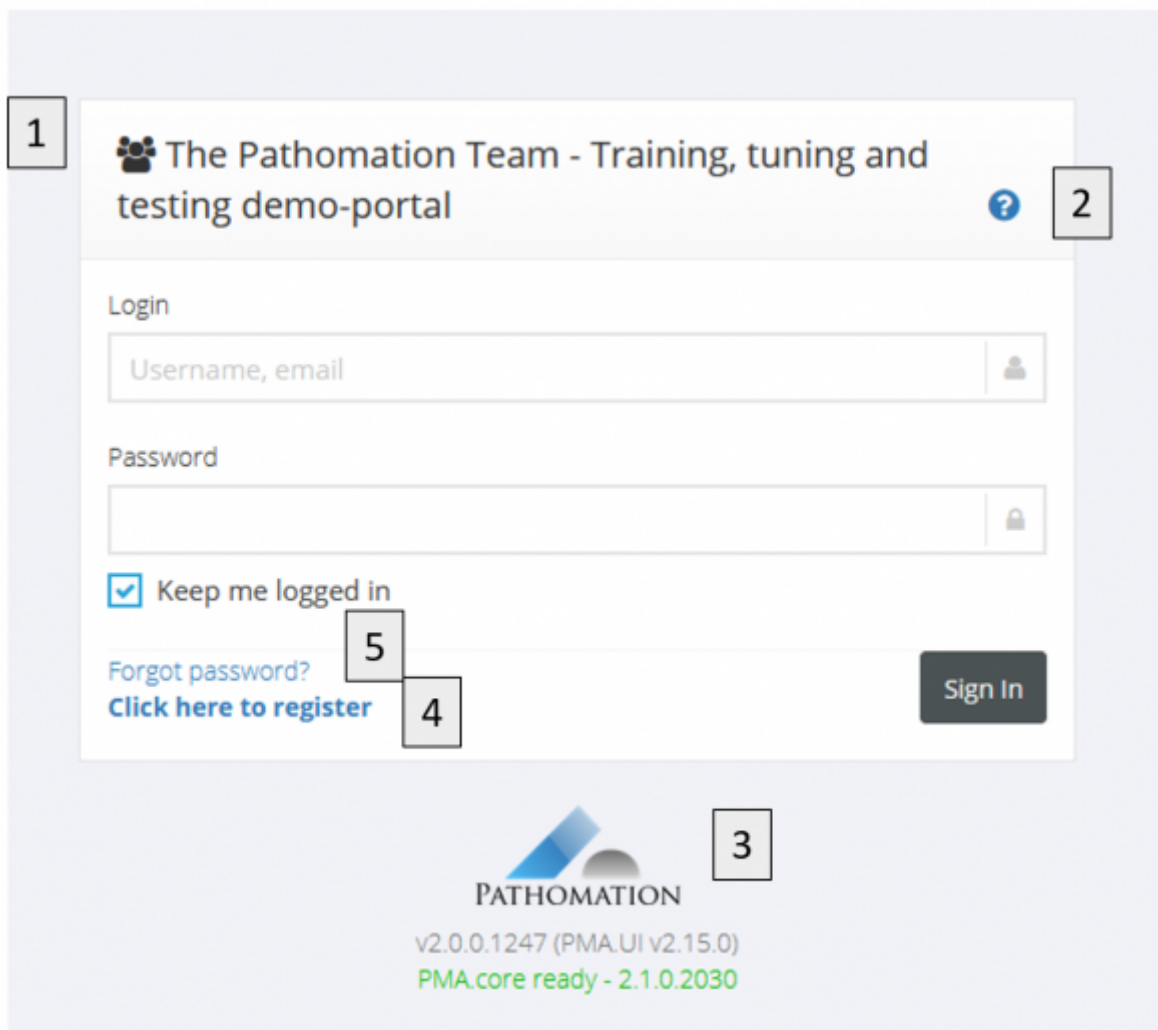 1
The Pathomation Team - Training, tuning and
testing demo-portal
?
2
Login
Username, email
Password
Keep me logged in
5
Forgot password?
Click here to register
4
Sign In
3
PATHOMATION
v2.0.0.1247 (PMA.UI v2.15.0)
PMA.core ready - 2.1.0.2030